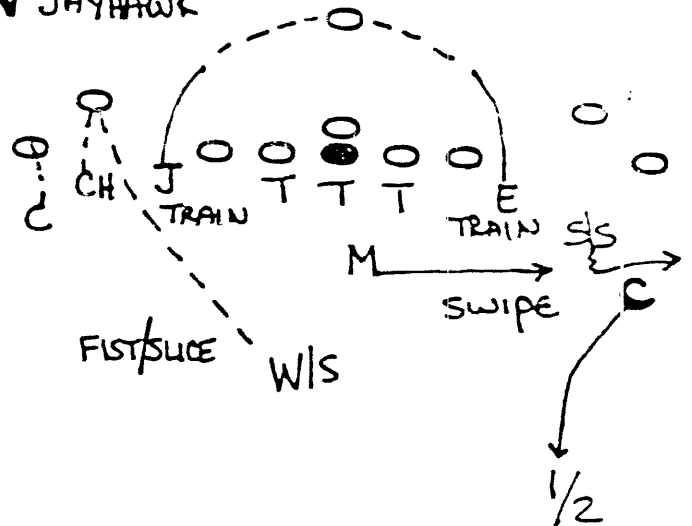 JAYHAWK
C CH J T T T E
TRAIN TRAIN S/S
M C
SWIPE
FIST/SLICE W/S
1/2